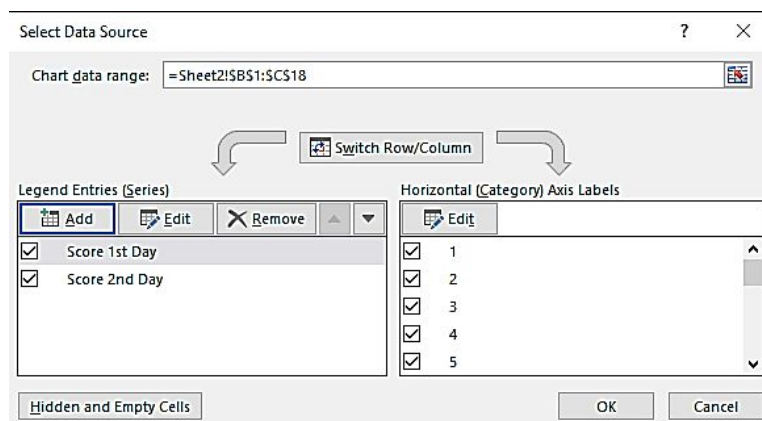 Select Data Source ? ×
Chart data range: =Sheet2!$B$1:$C$18
Switch Row/Column
Legend Entries (Series)
Add Edit Remove
Score 1st Day
Score 2nd Day
Horizontal (Category) Axis Labels
Edit
1
2
3
4
5
Hidden and Empty Cells
OK Cancel